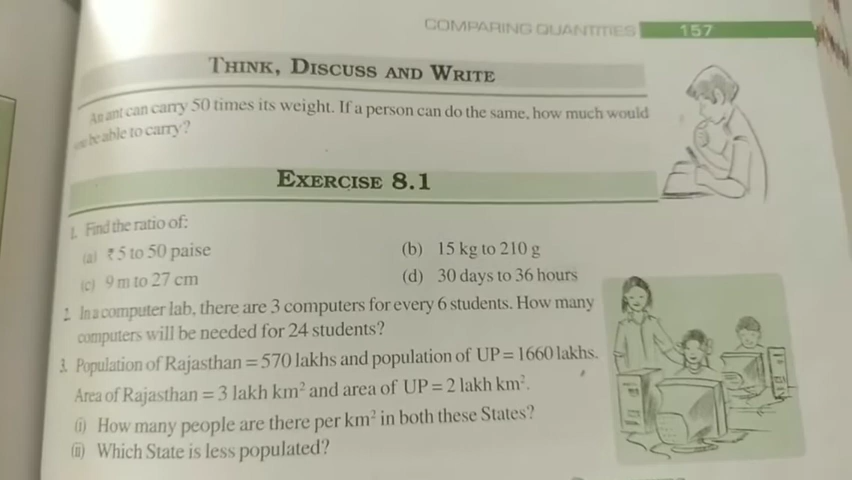 COMPARING QUANTITIES 157
THINK, DISCUSS AND WRITE
An ant can carry 50 times its weight. If a person can do the same, how much would
you be able to carry?
EXERCISE 8.1
1. Find the ratio of:
(a) ₹ 5 to 50 paise (b) 15 kg to 210 g
(c) 9 m to 27 cm (d) 30 days to 36 hours
2. In a computer lab, there are 3 computers for every 6 students. How many
computers will be needed for 24 students?
3. Population of Rajasthan = 570 lakhs and population of UP = 1660 lakhs.
Area of Rajasthan = 3 lakh km² and area of UP = 2 lakh km².
(i) How many people are there per km² in both these States?
(ii) Which State is less populated?